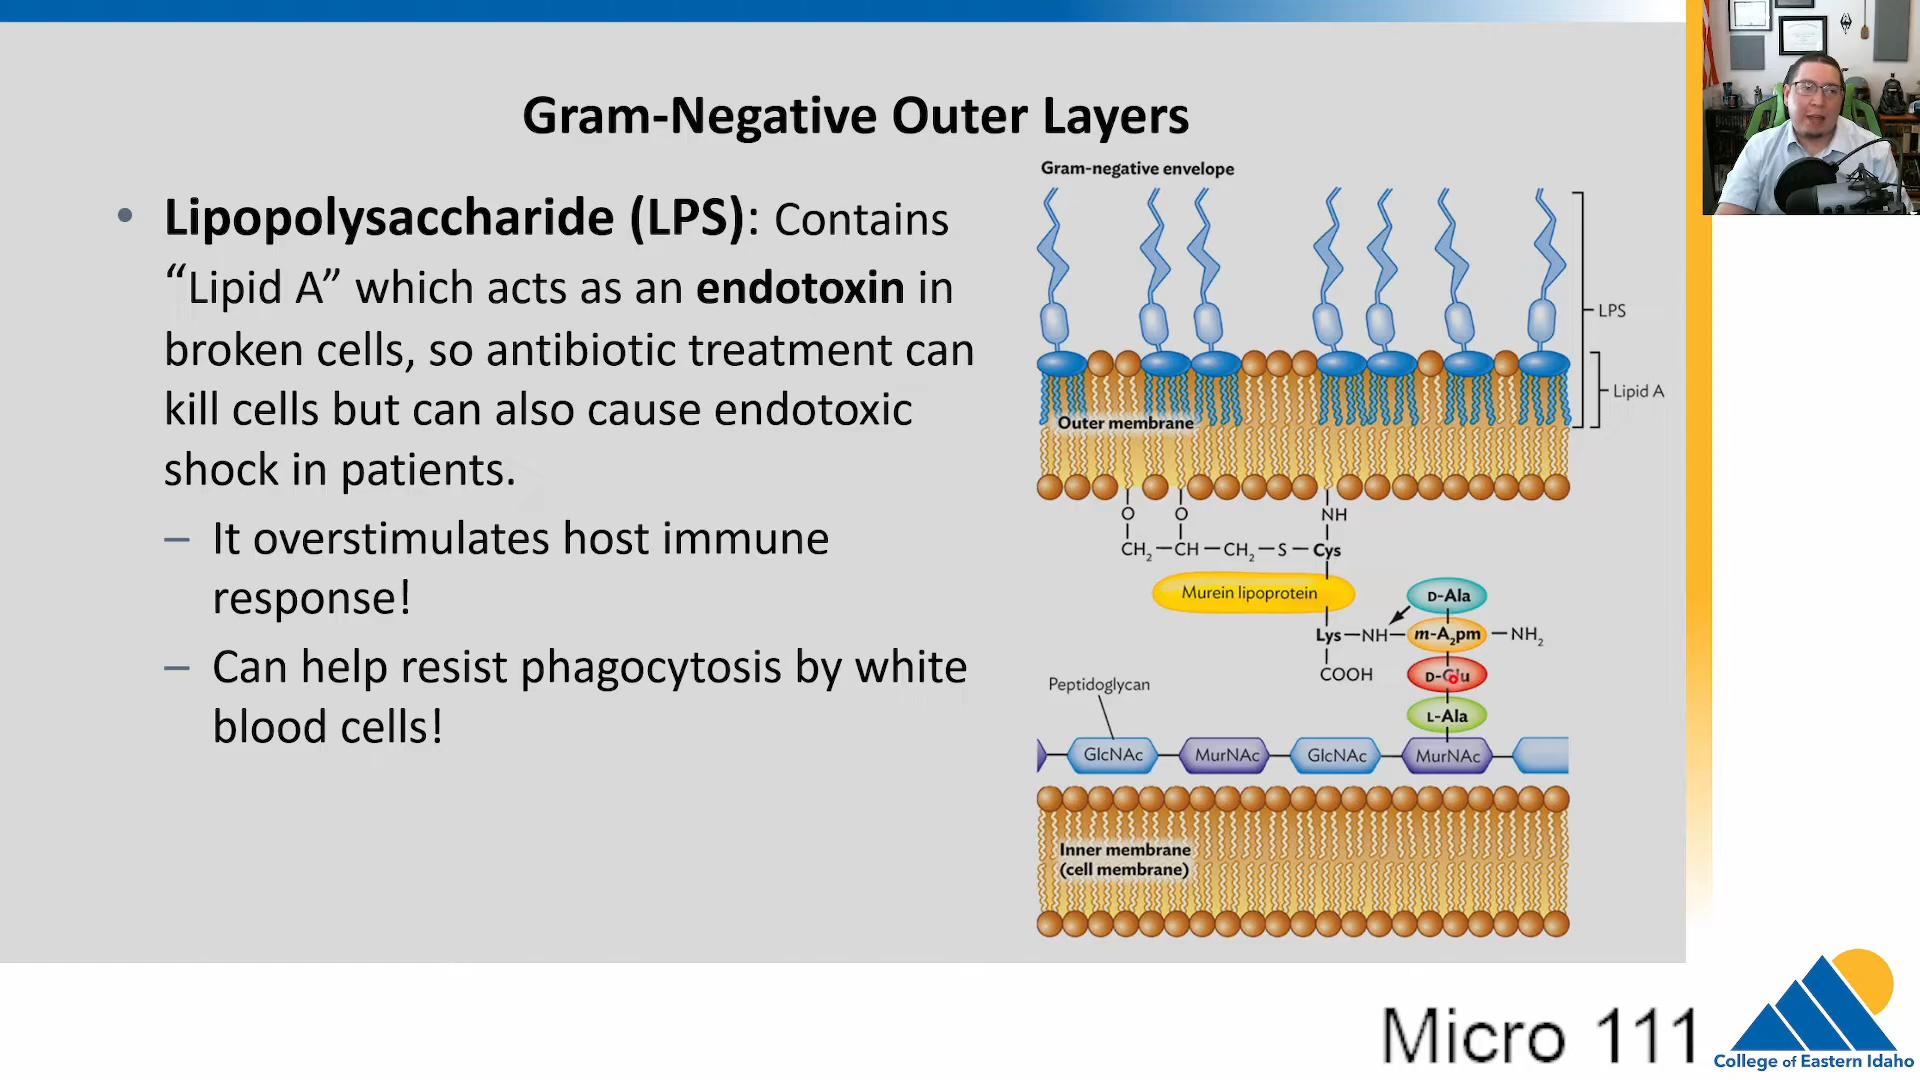 Gram-Negative Outer Layers
• Lipopolysaccharide (LPS): Contains
“Lipid A” which acts as an endotoxin in
broken cells, so antibiotic treatment can
kill cells but can also cause endotoxic
shock in patients.
– It overstimulates host immune
response!
– Can help resist phagocytosis by white
blood cells!
Gram-negative envelope
LPS
Lipid A
Outer membrane
O O NH
CH₂—CH—CH₂—S—Cys
Murein lipoprotein
D-Ala
Lys—NH—m-A₂pm—NH₂
COOH
D-Glu
L-Ala
Peptidoglycan
GlcNAc MurNAc GlcNAc MurNAc
Inner membrane
(cell membrane)
Micro 111
College of Eastern Idaho